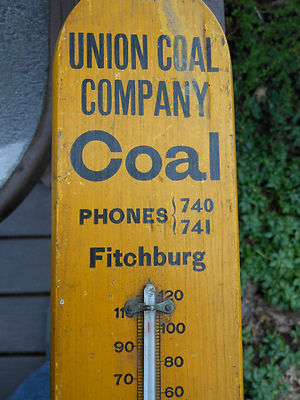 UNION COAL
COMPANY
Coal
PHONES { 740
741
Fitchburg
120
110
100
90
80
70
60